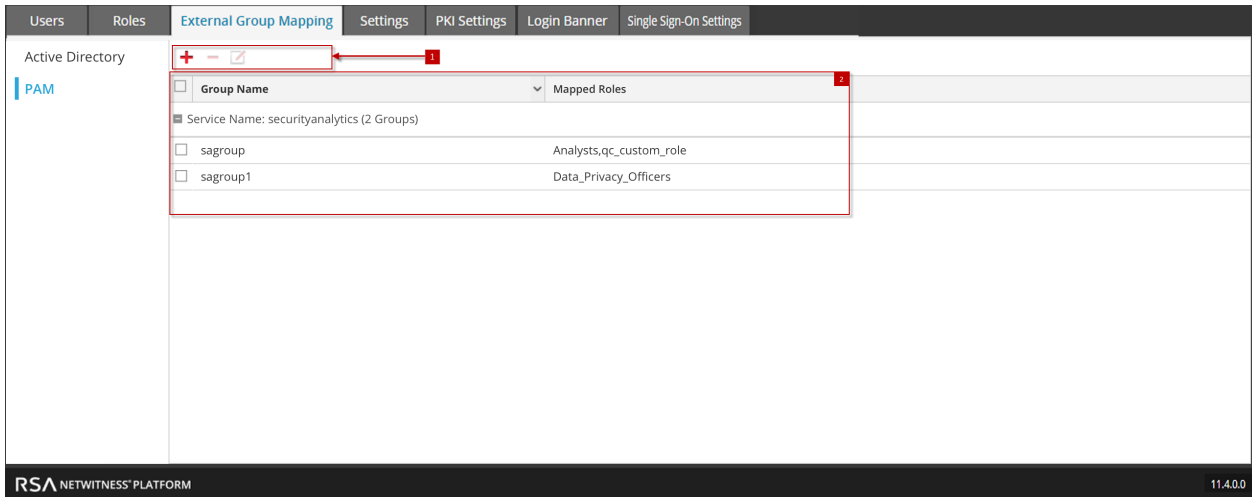 Users Roles External Group Mapping Settings PKI Settings Login Banner Single Sign-On Settings
Active Directory
PAM
1
2
Group Name Mapped Roles
Service Name: securityanalytics (2 Groups)
sagroup Analysts,qc_custom_role
sagroup1 Data_Privacy_Officers
RSA NETWITNESS® PLATFORM 11.4.0.0